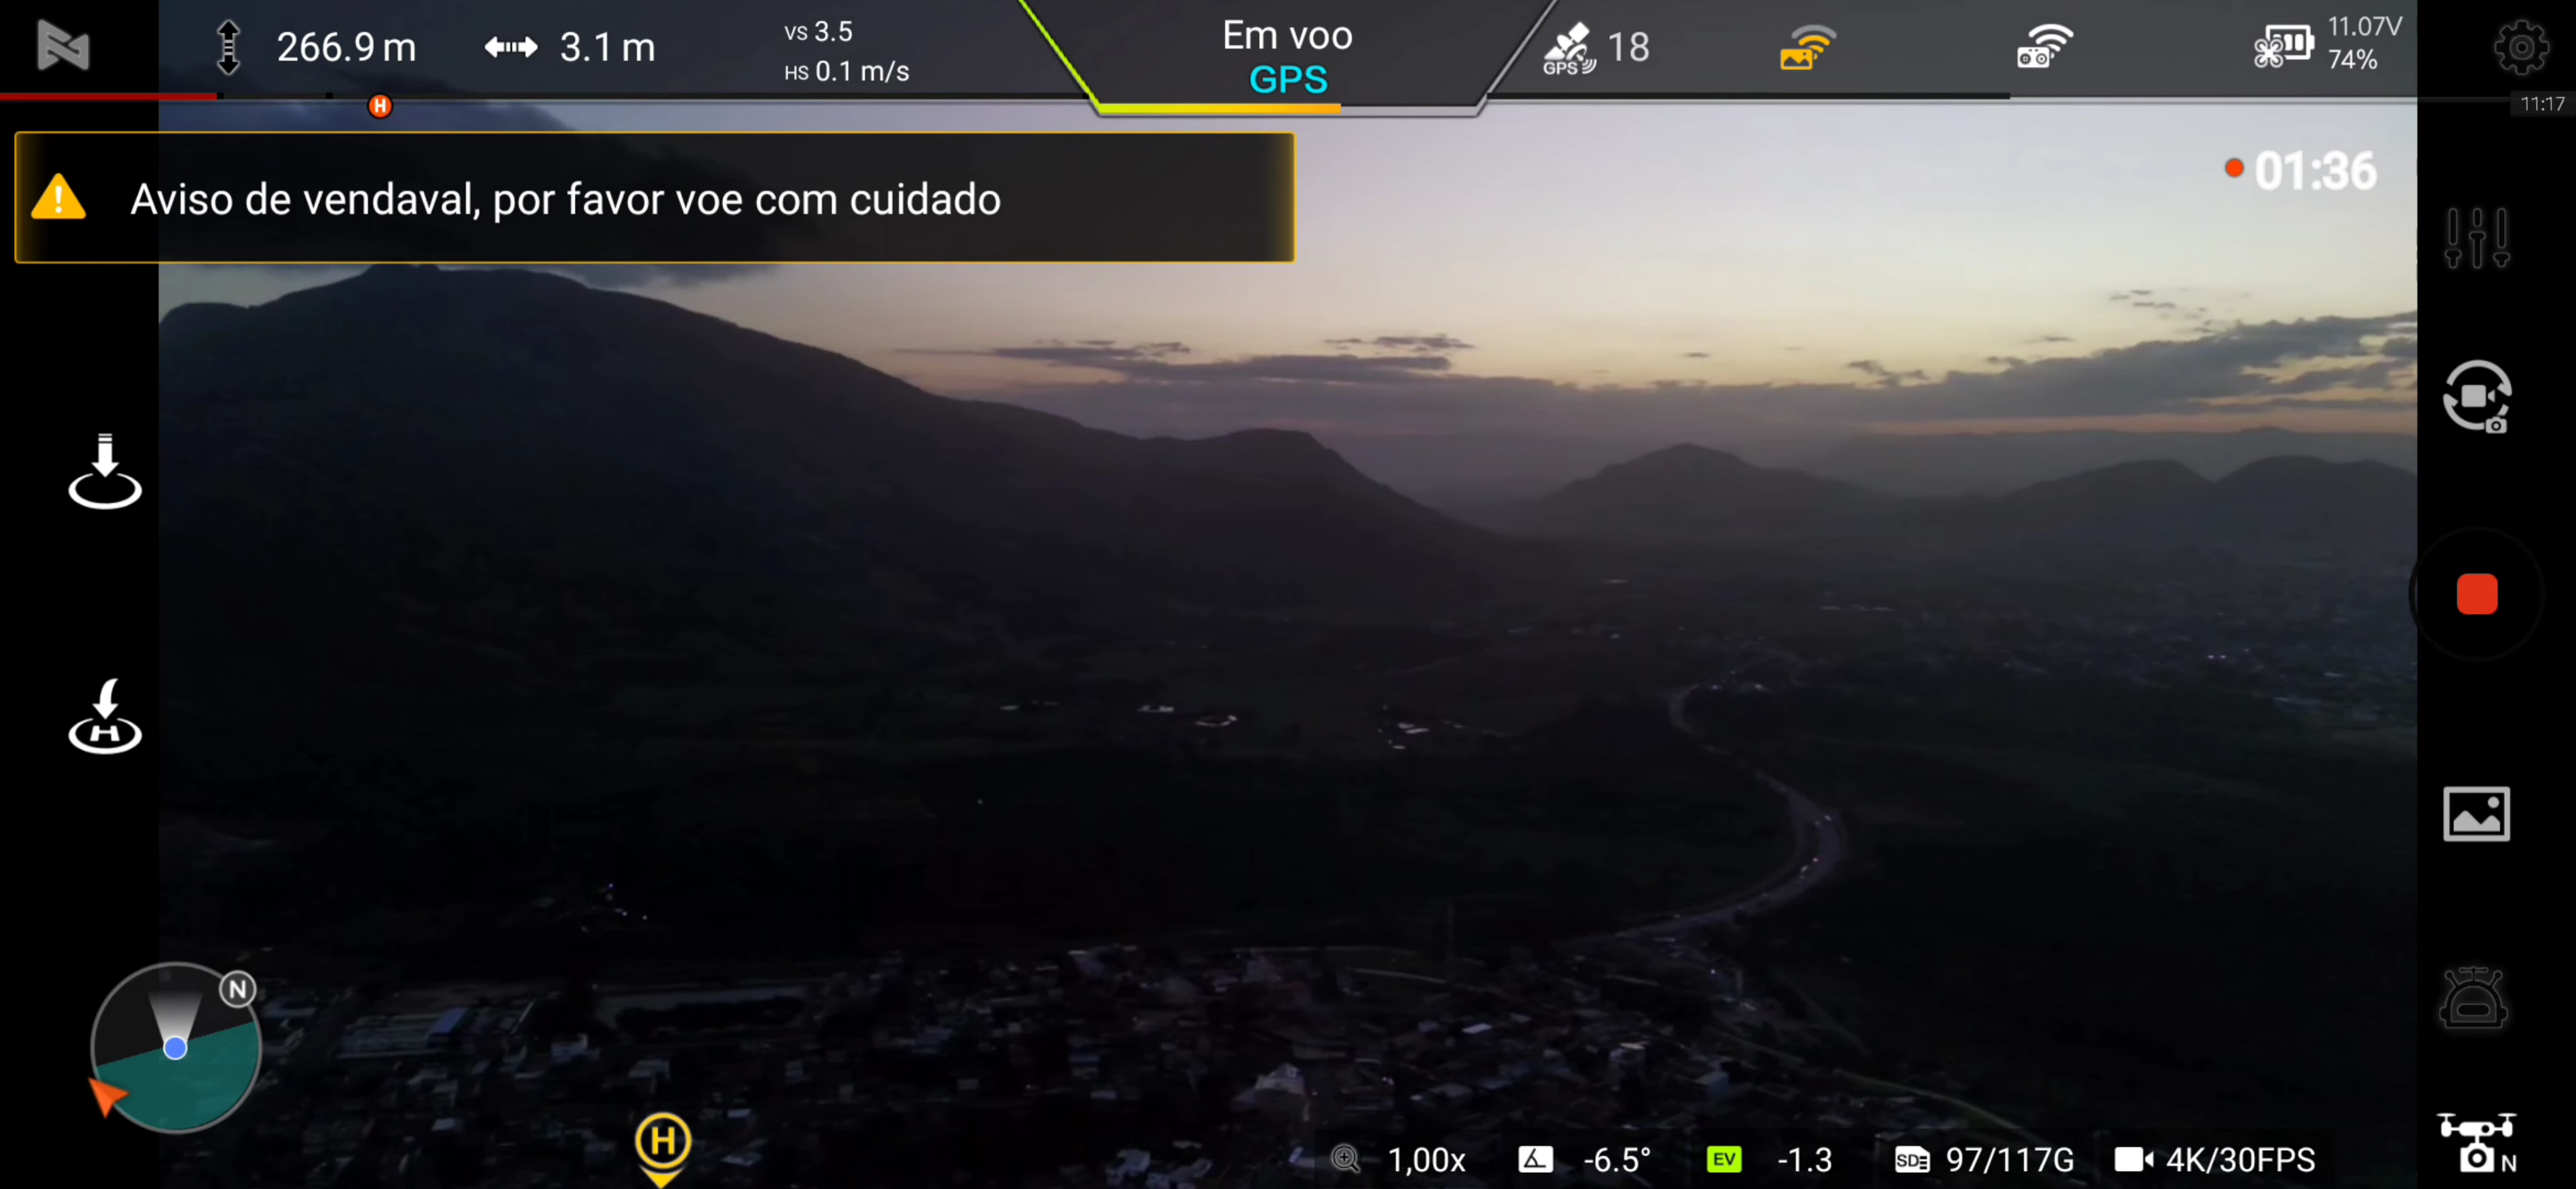 266.9 m
3.1 m
VS 3.5
HS 0.1 m/s
Em voo
GPS
GPS 18
11.07V
74%
11:17
H
Aviso de vendaval, por favor voe com cuidado
01:36
H
N
H
1,00x
-6.5°
EV -1.3
SD 97/117G
4K/30FPS
N